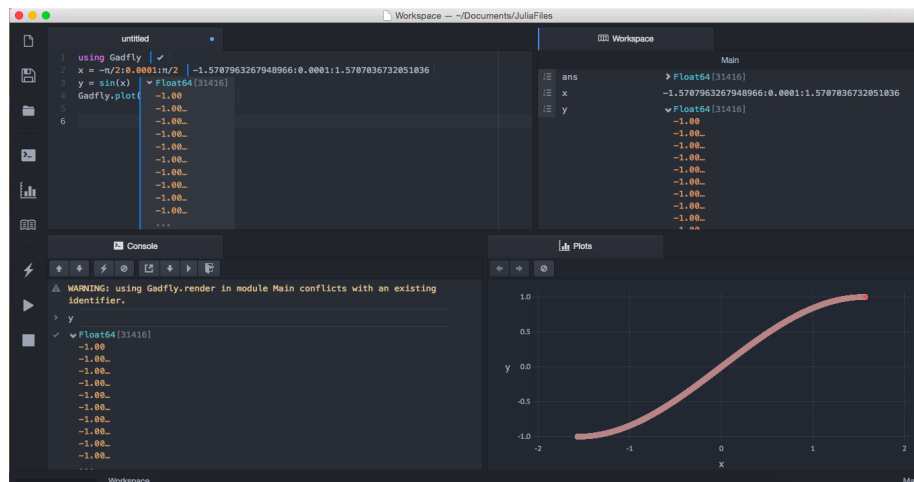 Workspace — ~/Documents/JuliaFiles
untitled
1 using Gadfly ✓
2 x = −π/2:0.0001:π/2 −1.5707963267948966:0.0001:1.5707036732051036
3 y = sin(x) Float64[31416]
4 Gadfly.plot(
−1.00
5 −1.00…
6 −1.00…
−1.00…
−1.00…
−1.00…
−1.00…
−1.00…
−1.00…
−1.00…
...
Workspace
Main
ans Float64[31416]
x −1.5707963267948966:0.0001:1.5707036732051036
y Float64[31416]
−1.00
−1.00…
−1.00…
−1.00…
−1.00…
−1.00…
−1.00…
−1.00…
−1.00…
Console
WARNING: using Gadfly.render in module Main conflicts with an existing
identifier.
> y
✓ Float64[31416]
−1.00
−1.00…
−1.00…
−1.00…
−1.00…
−1.00…
−1.00…
−1.00…
−1.00…
−1.00…
...
Plots
1.0
0.5
0.0
-0.5
-1.0
y
-2 -1 0 1 2
x
Workspace